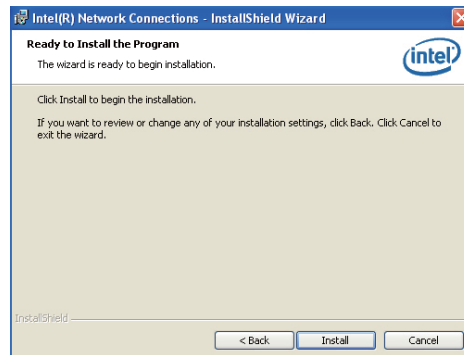 Intel(R) Network Connections - InstallShield Wizard
Ready to Install the Program
The wizard is ready to begin installation.
intel
Click Install to begin the installation.
If you want to review or change any of your installation settings, click Back. Click Cancel to
exit the wizard.
InstallShield
< Back Install Cancel